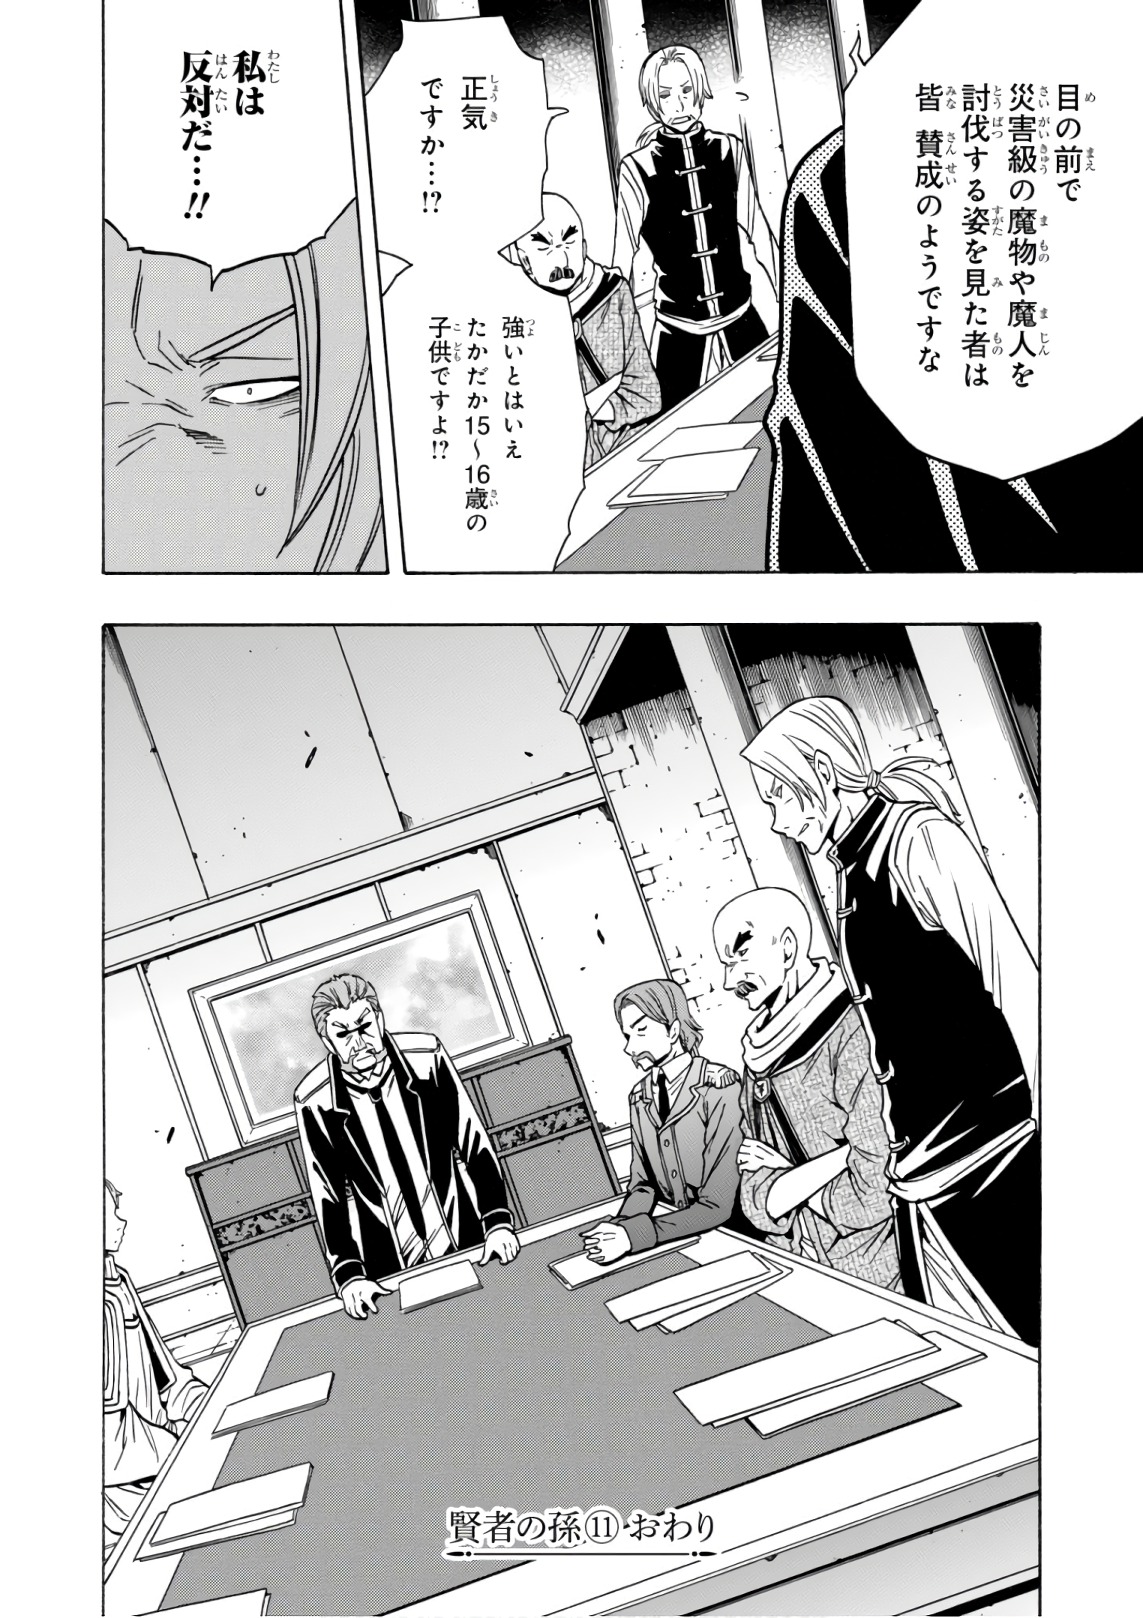 目の前で
災害級の魔物や魔人を
討伐する姿を見た者は
皆 賛成のようですな
正気
ですか…!?
強いとはいえ
たかだか15～16歳の
子供ですよ!?
私は
反対だ…!!
賢者の孫⑪ おわり